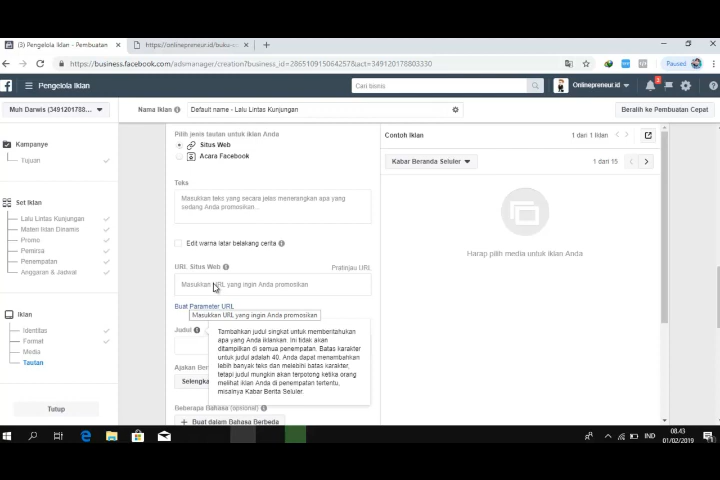 (3) Pengelola Iklan - Pembuatan
https://onlinepreneur.id/buku-o
https://business.facebook.com/adsmanager/creation?business_id=286510915064257&act=349120178803330
Paused
Pengelola Iklan
Cari bisnis
Onlinepreneur.id
Muh Darwis (3491201788...
Nama Iklan
Default name - Lalu Lintas Kunjungan
Beralih ke Pembuatan Cepat
Kampanye
Tujuan
Set Iklan
Lalu Lintas Kunjungan
Materi Iklan Dinamis
Promo
Pemirsa
Penempatan
Anggaran & Jadwal
Iklan
Identitas
Format
Media
Tautan
Tutup
Pilih jenis tautan untuk iklan Anda
Situs Web
Acara Facebook
Teks
Masukkan teks yang secara jelas menerangkan apa yang
sedang Anda promosikan...
Edit warna latar belakang cerita
URL Situs Web
Pratinjau URL
Masukkan URL yang ingin Anda promosikan
Buat Parameter URL
Masukkan URL yang ingin Anda promosikan
Judul
Tambahkan judul singkat untuk memberitahukan
apa yang Anda iklankan. Ini tidak akan
ditampilkan di semua penempatan. Batas karakter
untuk judul adalah 40. Anda dapat menambahkan
lebih banyak teks dan melebihi batas karakter,
tetapi judul mungkin akan terpotong ketika orang
melihat iklan Anda di penempatan tertentu,
misalnya Kabar Berita Seluler.
Ajakan Ber
Selengka
Beberapa Bahasa (opsional)
Buat dalam Bahasa Berbeda
Contoh Iklan
1 dari 1 Iklan
Kabar Beranda Seluler
1 dari 15
Harap pilih media untuk iklan Anda
IND
08.43
01/02/2019